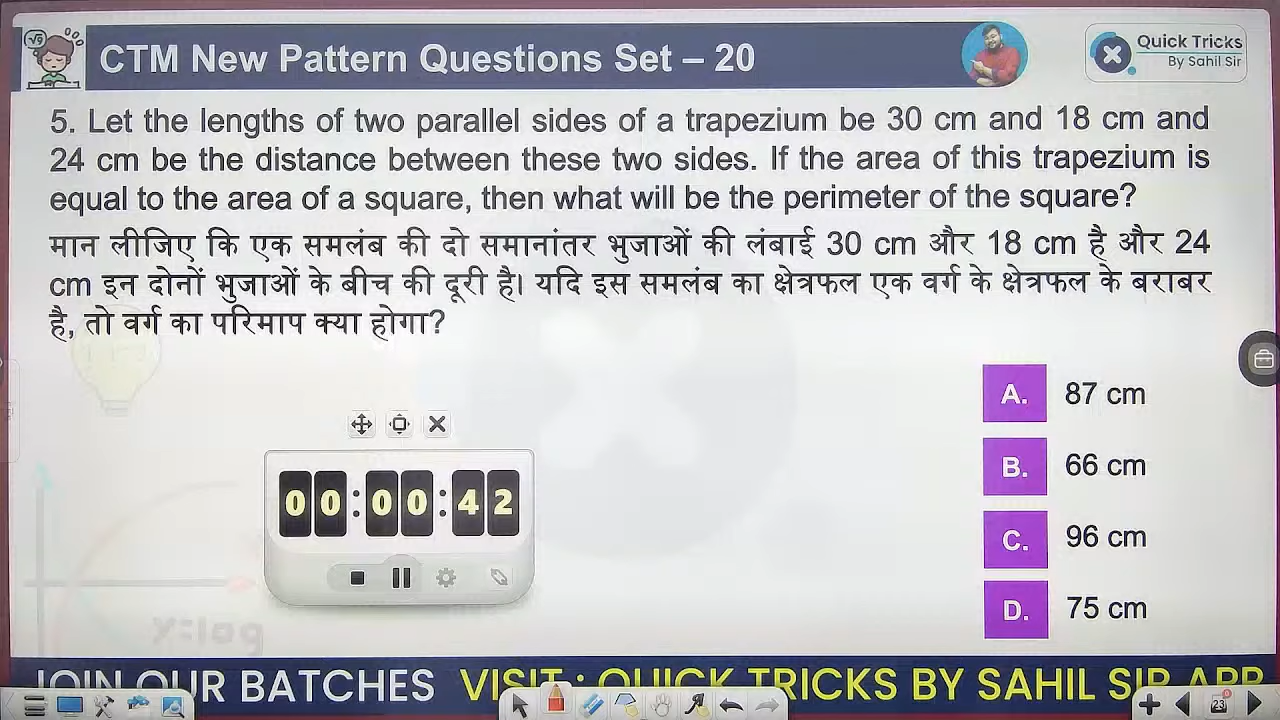 CTM New Pattern Questions Set – 20
Quick Tricks
By Sahil Sir
5. Let the lengths of two parallel sides of a trapezium be 30 cm and 18 cm and
24 cm be the distance between these two sides. If the area of this trapezium is
equal to the area of a square, then what will be the perimeter of the square?
मान लीजिए कि एक समलंब की दो समानांतर भुजाओं की लंबाई 30 cm और 18 cm है और 24
cm इन दोनों भुजाओं के बीच की दूरी है। यदि इस समलंब का क्षेत्रफल एक वर्ग के क्षेत्रफल के बराबर
है, तो वर्ग का परिमाप क्या होगा?
A. 87 cm
B. 66 cm
C. 96 cm
D. 75 cm
00:00:42
y=log
JOIN OUR BATCHES VISIT : QUICK TRICKS BY SAHIL SIR APP
23